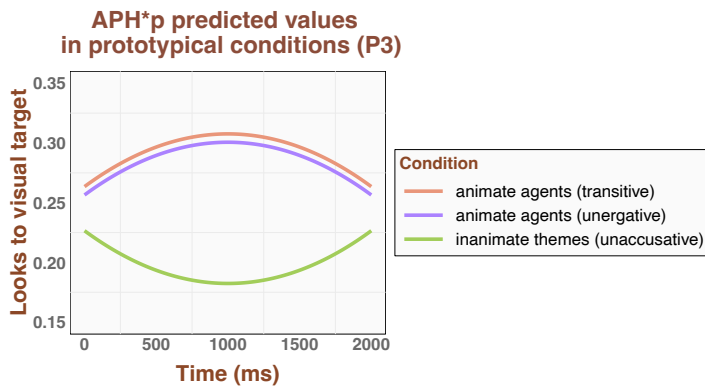 APH*p predicted values
in prototypical conditions (P3)
Looks to visual target
0.35
0.30
0.25
0.20
0.15
0 500 1000 1500 2000
Time (ms)
Condition
animate agents (transitive)
animate agents (unergative)
inanimate themes (unaccusative)